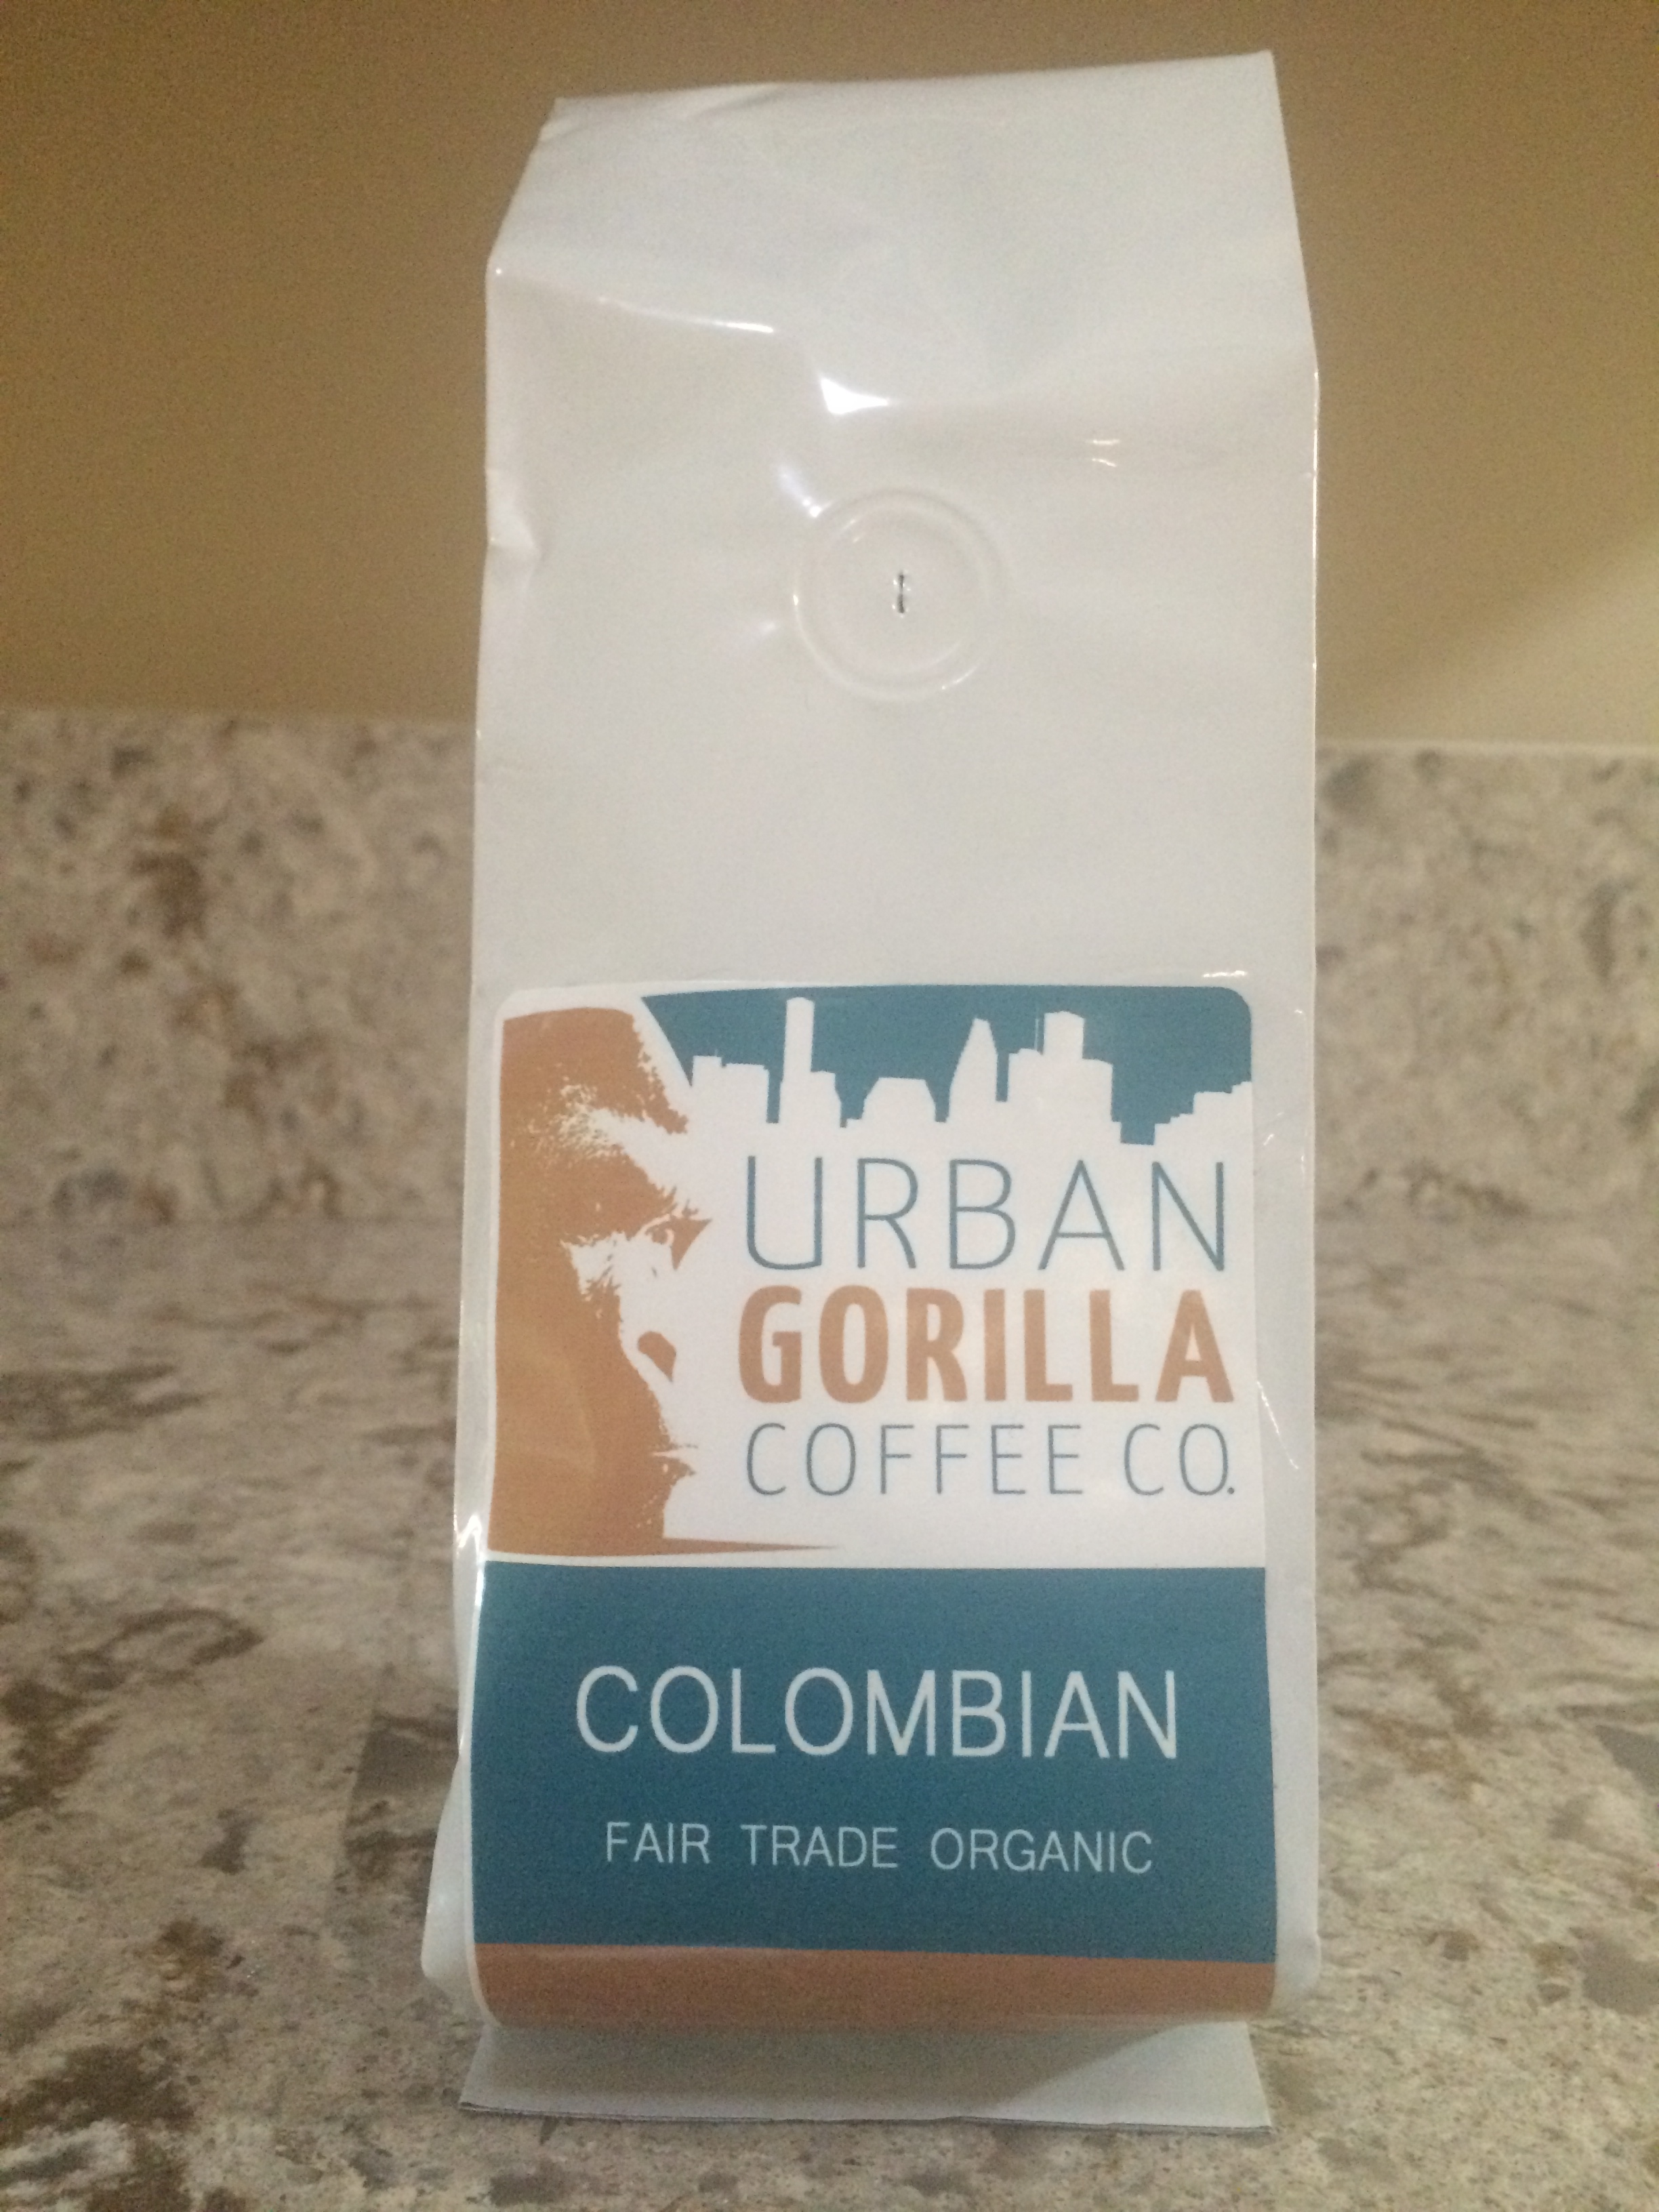 URBAN
GORILLA
COFFEE CO.
COLOMBIAN
FAIR TRADE ORGANIC